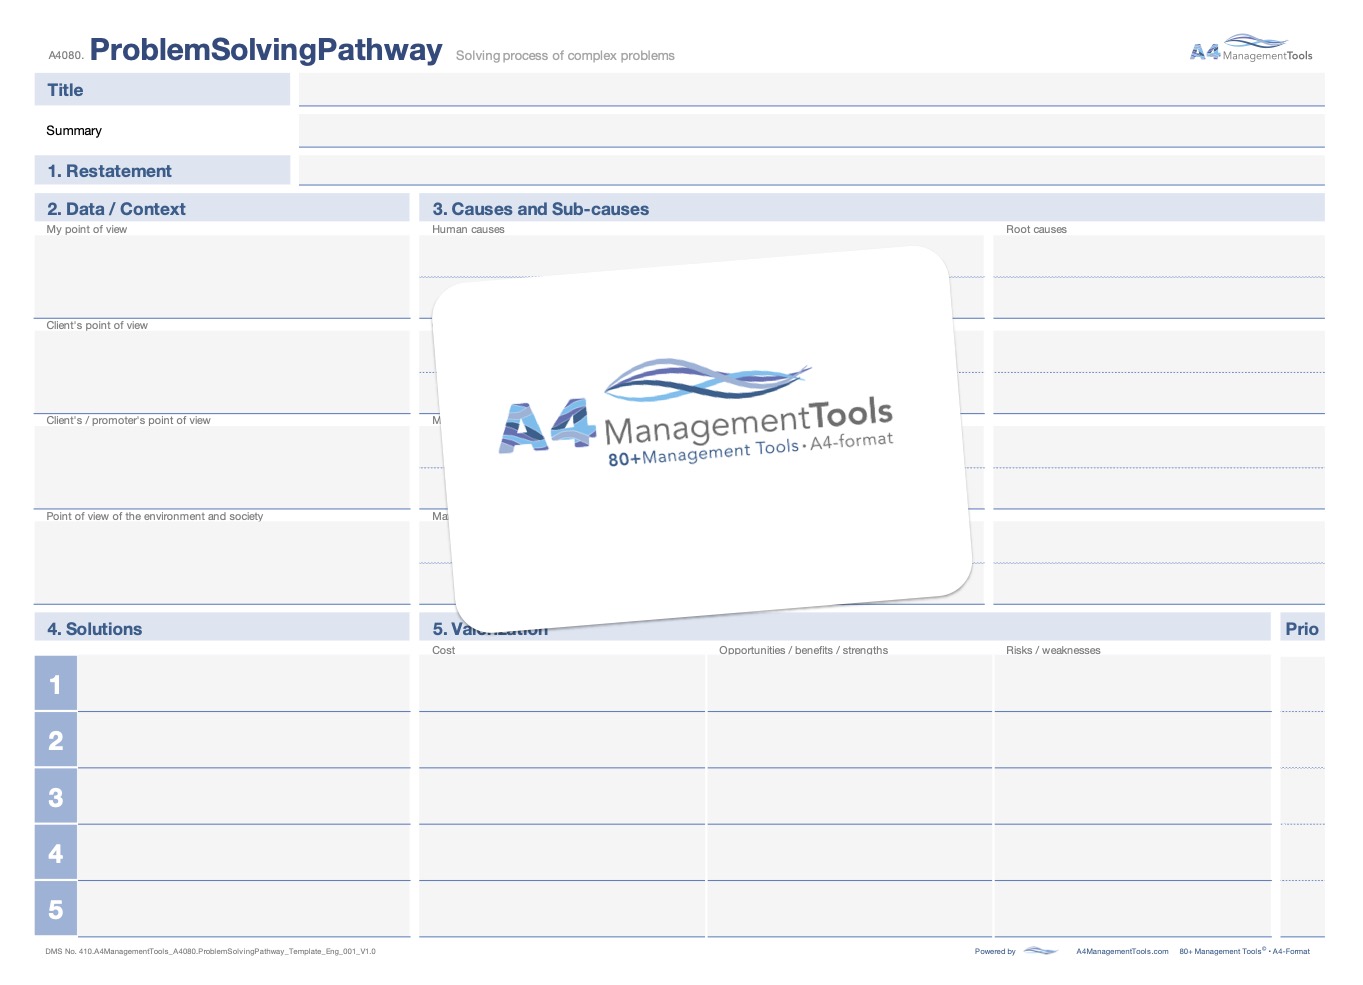 A4080. ProblemSolvingPathway Solving process of complex problems
A4 ManagementTools
Title
Summary
1. Restatement
2. Data / Context
3. Causes and Sub-causes
My point of view
Human causes
Root causes
Client's point of view
Client's / promoter's point of view
Point of view of the environment and society
A4 ManagementTools
80+Management Tools • A4-format
4. Solutions
5.
Prio
Cost
Opportunities / benefits / strengths
Risks / weaknesses
1
2
3
4
5
DMS No. 410.A4ManagementTools_A4080.ProblemSolvingPathway_Template_Eng_001_V1.0
Powered by
A4ManagementTools.com
80+ Management Tools© • A4-Format